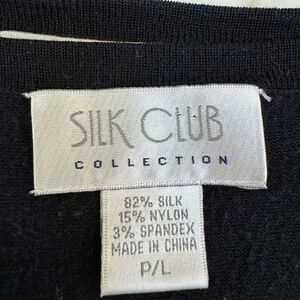 SILK CLUB
COLLECTION
82% SILK
15% NYLON
3% SPANDEX
MADE IN CHINA
P/L